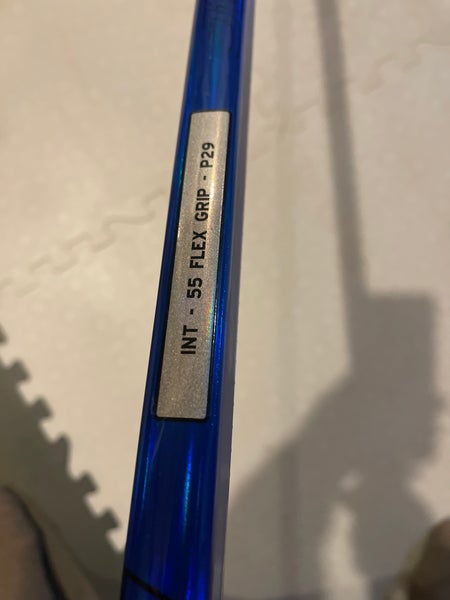 INT - 55 FLEX GRIP - P29